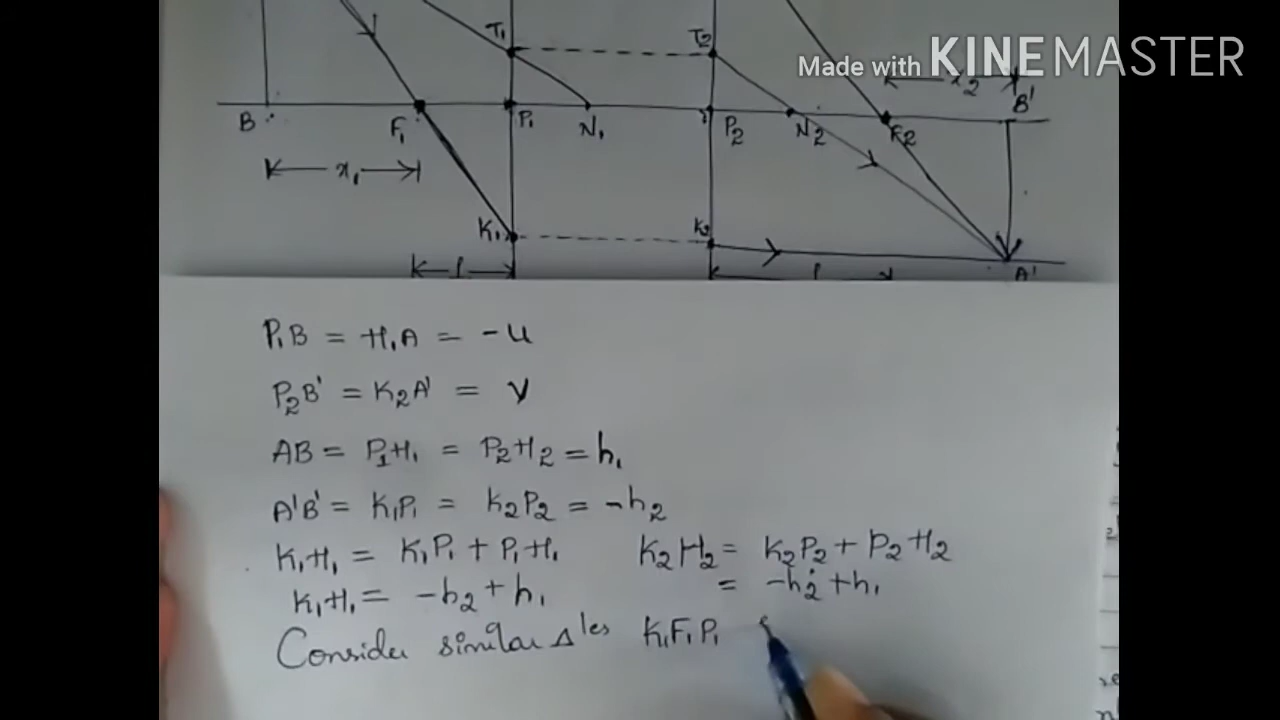 Made with KINEMASTER
T₁ T₂ x₂
B F₁ P₁ N₁ P₂ N₂ F₂ B'
x₁
K₁ K₂
f f A'
P₁B = H₁A = -u
P₂B' = K₂A' = v
AB = P₁H₁ = P₂H₂ = h₁
A'B' = K₁P₁ = K₂P₂ = -h₂
K₁H₁ = K₁P₁ + P₁H₁ K₂H₂ = K₂P₂ + P₂H₂
K₁H₁ = -h₂ + h₁ = -h₂ + h₁
Consider similar Δles K₁F₁P₁